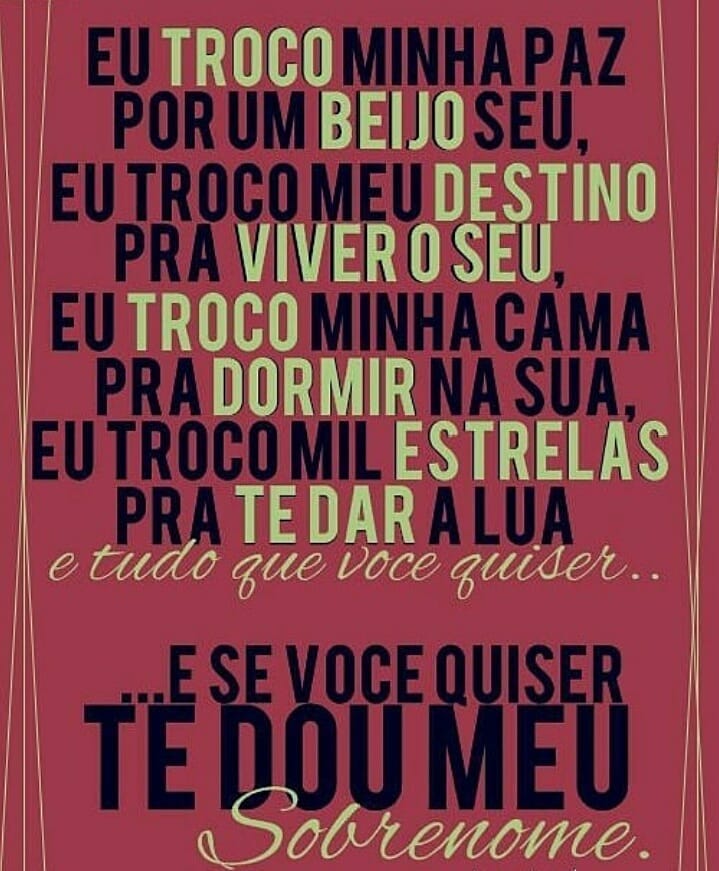 EU TROCO MINHA PAZ
POR UM BEIJO SEU,
EU TROCO MEU DESTINO
PRA VIVER O SEU,
EU TROCO MINHA CAMA
PRA DORMIR NA SUA,
EU TROCO MIL ESTRELAS
PRA TE DAR A LUA
e tudo que voce quiser..
...E SE VOCE QUISER
TE DOU MEU
Sobrenome.